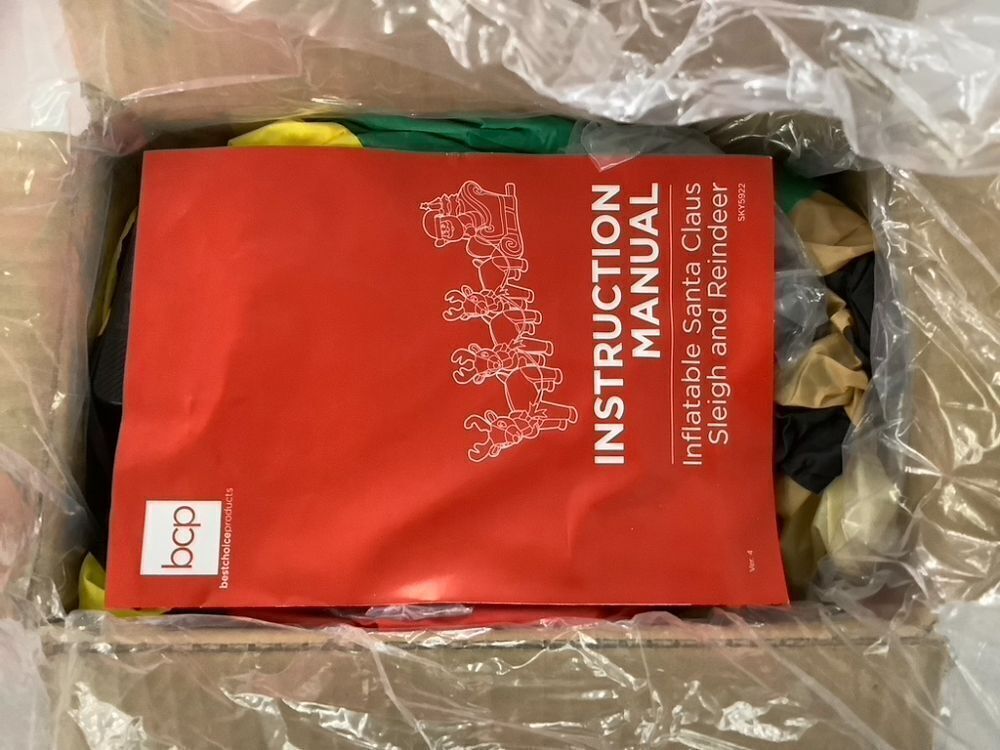 bcp
bestchoiceproducts
INSTRUCTION
MANUAL
Inflatable Santa Claus
Sleigh and Reindeer
SKY5922
Ver. 4